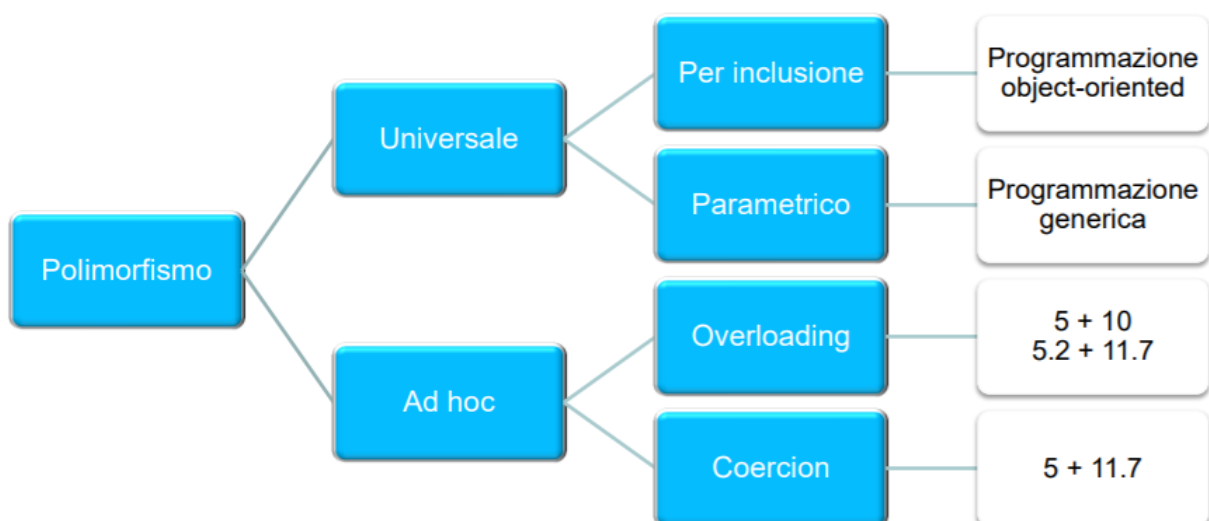 Polimorfismo
Universale
Per inclusione
Programmazione
object-oriented
Parametrico
Programmazione
generica
Ad hoc
Overloading
5 + 10
5.2 + 11.7
Coercion
5 + 11.7